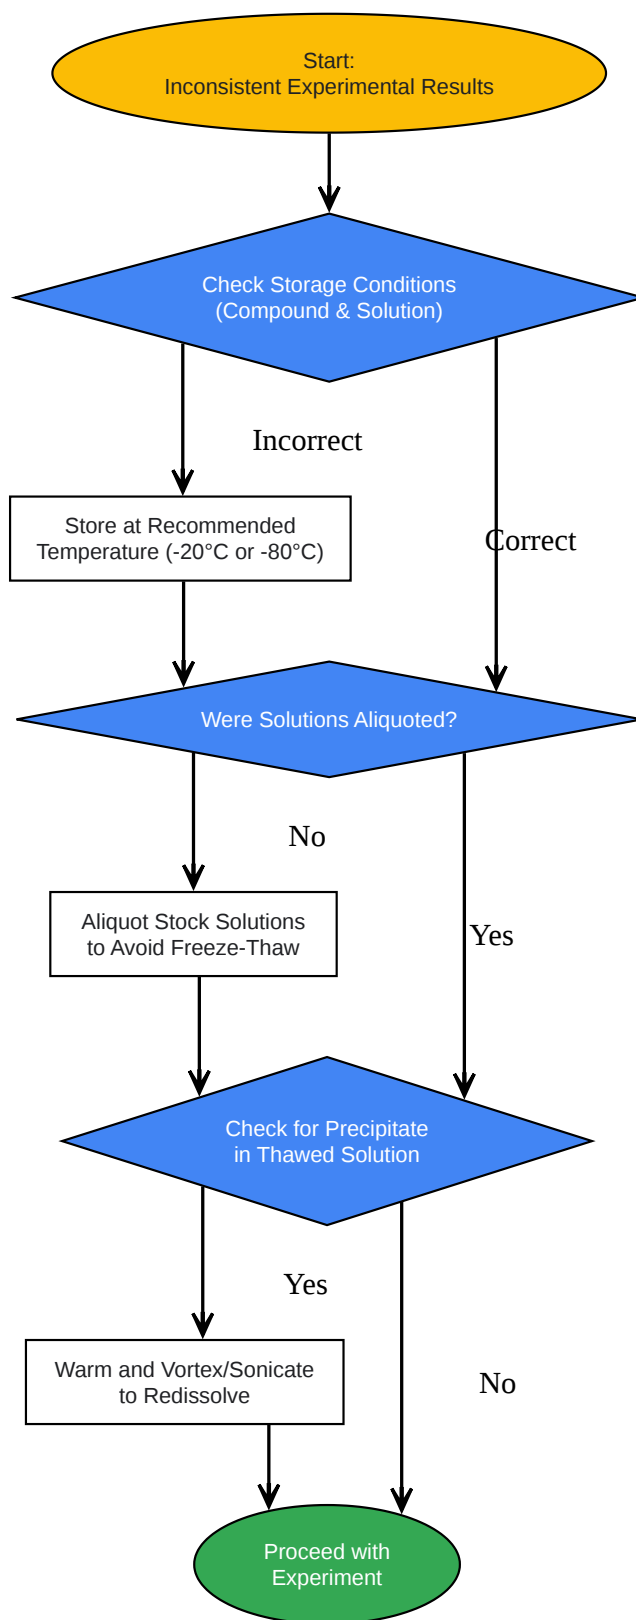 Start:
Inconsistent Experimental Results
Check Storage Conditions
(Compound & Solution)
Incorrect
Store at Recommended
Temperature (-20°C or -80°C)
Correct
Were Solutions Aliquoted?
No
Aliquot Stock Solutions
to Avoid Freeze-Thaw
Yes
Check for Precipitate
in Thawed Solution
Yes
Warm and Vortex/Sonicate
to Redissolve
No
Proceed with
Experiment